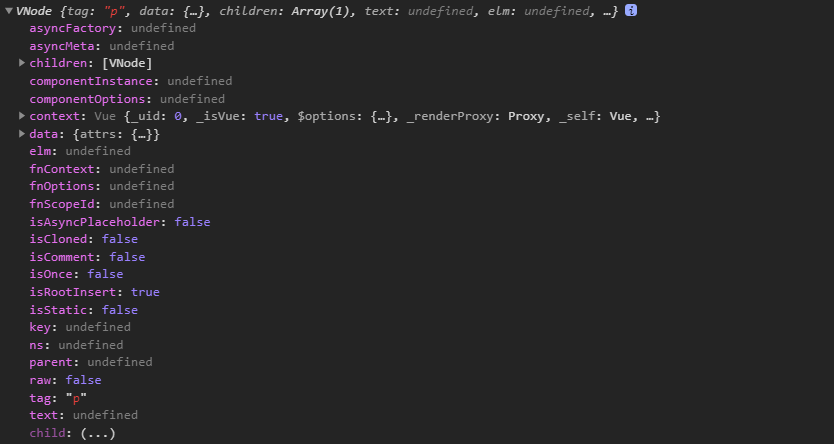 VNode {tag: "p", data: {…}, children: Array(1), text: undefined, elm: undefined, …} i
asyncFactory: undefined
asyncMeta: undefined
children: [VNode]
componentInstance: undefined
componentOptions: undefined
context: Vue {_uid: 0, _isVue: true, $options: {…}, _renderProxy: Proxy, _self: Vue, …}
data: {attrs: {…}}
elm: undefined
fnContext: undefined
fnOptions: undefined
fnScopeId: undefined
isAsyncPlaceholder: false
isCloned: false
isComment: false
isOnce: false
isRootInsert: true
isStatic: false
key: undefined
ns: undefined
parent: undefined
raw: false
tag: "p"
text: undefined
child: (...)